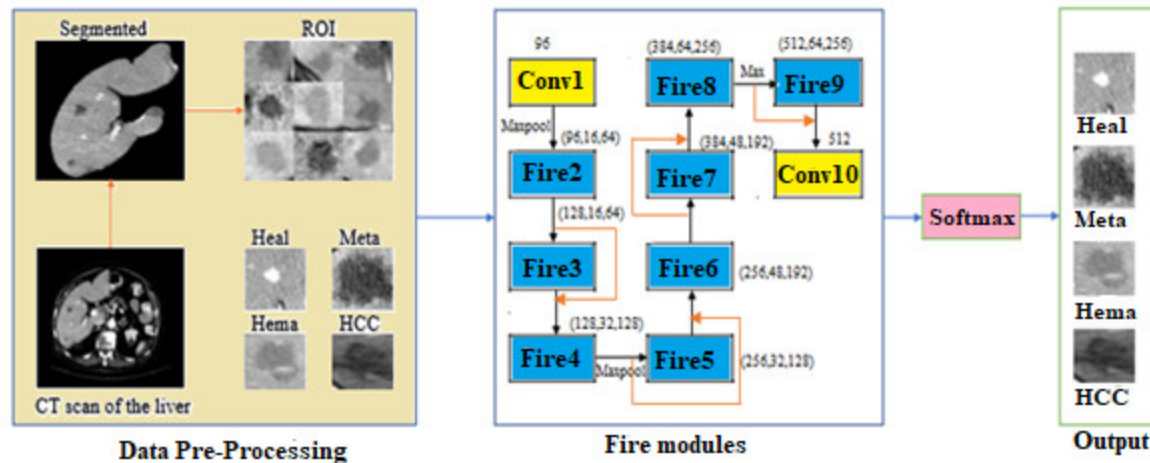 Segmented
ROI
Heal
Meta
Hema
HCC
CT scan of the liver
Data Pre-Processing
96
Conv1
Maxpool
(96,16,64)
Fire2
(128,16,64)
Fire3
(128,32,128)
Fire4
Maxpool
Fire5
(256,32,128)
Fire6
(256,48,192)
Fire7
(384,48,192)
Fire8
(384,64,256)
Max
Fire9
(512,64,256)
512
Conv10
Fire modules
Softmax
Heal
Meta
Hema
HCC
Output